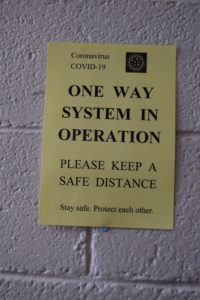 Coronavirus
COVID-19
ONE WAY
SYSTEM IN
OPERATION
PLEASE KEEP A
SAFE DISTANCE
Stay safe. Protect each other.